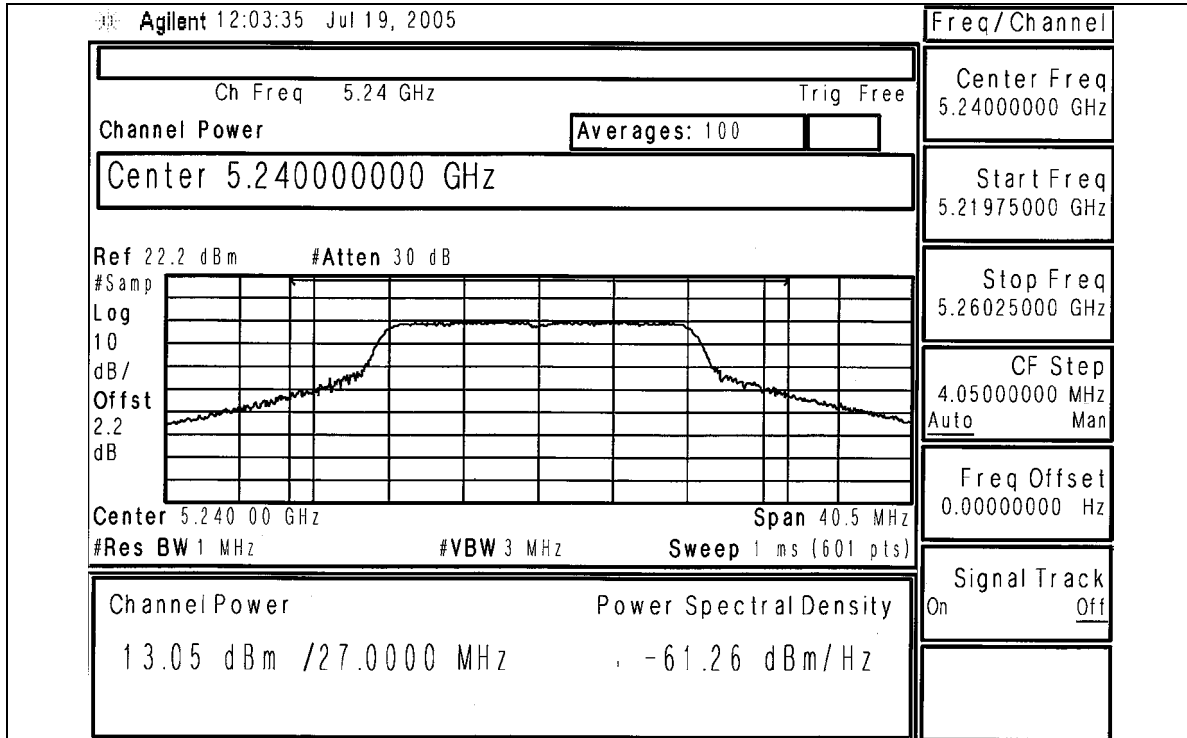 Agilent 12:03:35 Jul 19, 2005
Freq/Channel
Ch Freq 5.24 GHz Trig Free
Channel Power Averages: 100
Center 5.240000000 GHz
Ref 22.2 dBm #Atten 30 dB
#Samp
Log
10
dB/
Offst
2.2
dB
Center 5.240 00 GHz Span 40.5 MHz
#Res BW 1 MHz #VBW 3 MHz Sweep 1 ms (601 pts)
Channel Power Power Spectral Density
13.05 dBm /27.0000 MHz -61.26 dBm/Hz
Center Freq
5.24000000 GHz
Start Freq
5.21975000 GHz
Stop Freq
5.26025000 GHz
CF Step
4.05000000 MHz
Auto Man
Freq Offset
0.00000000 Hz
Signal Track
On Off